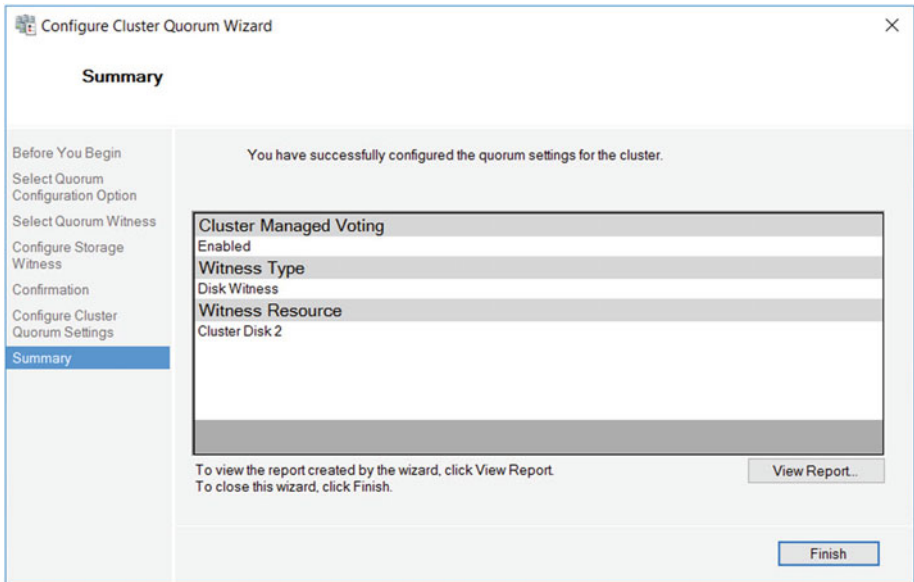 Configure Cluster Quorum Wizard
Summary
Before You Begin
Select Quorum
Configuration Option
Select Quorum Witness
Configure Storage
Witness
Confirmation
Configure Cluster
Quorum Settings
Summary
You have successfully configured the quorum settings for the cluster.
Cluster Managed Voting
Enabled
Witness Type
Disk Witness
Witness Resource
Cluster Disk 2
To view the report created by the wizard, click View Report.
To close this wizard, click Finish.
View Report...
Finish